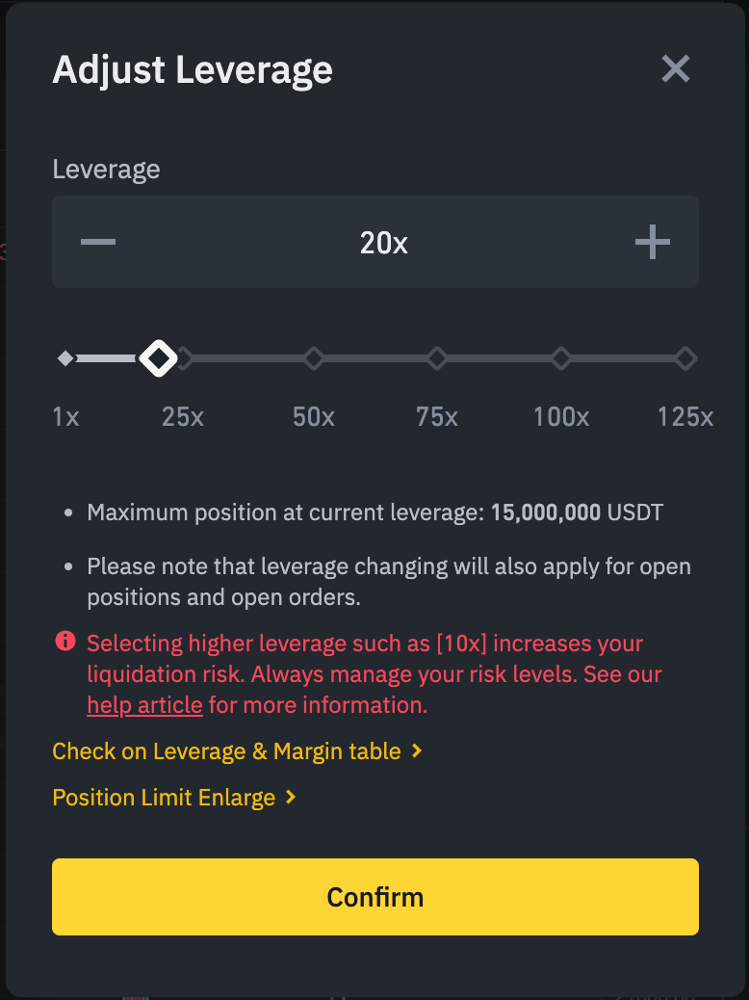 Adjust Leverage
Leverage
20x
1x 25x 50x 75x 100x 125x
• Maximum position at current leverage: 15,000,000 USDT
• Please note that leverage changing will also apply for open
positions and open orders.
Selecting higher leverage such as [10x] increases your
liquidation risk. Always manage your risk levels. See our
help article for more information.
Check on Leverage & Margin table
Position Limit Enlarge
Confirm